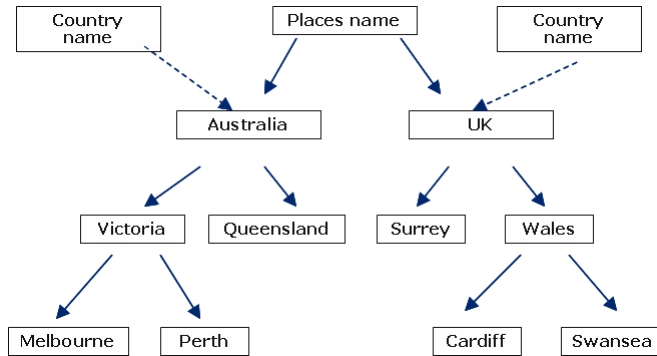 Country
name
Places name
Country
name
Australia
UK
Victoria
Queensland
Surrey
Wales
Melbourne
Perth
Cardiff
Swansea